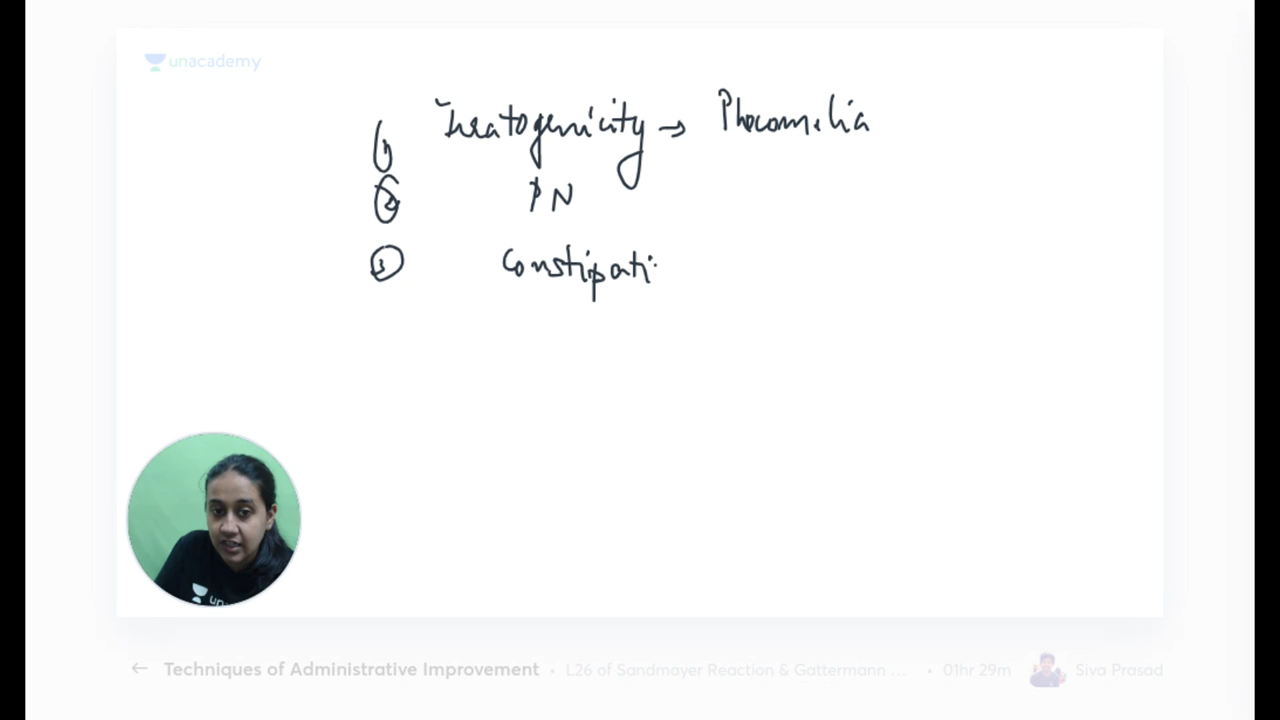 unacademy
① Teratogenicity → Phocomelia
② PN
③ Constipati
un
← Techniques of Administrative Improvement • L26 of Sandmayer Reaction & Gattermann ... • 01hr 29m Siva Prasad